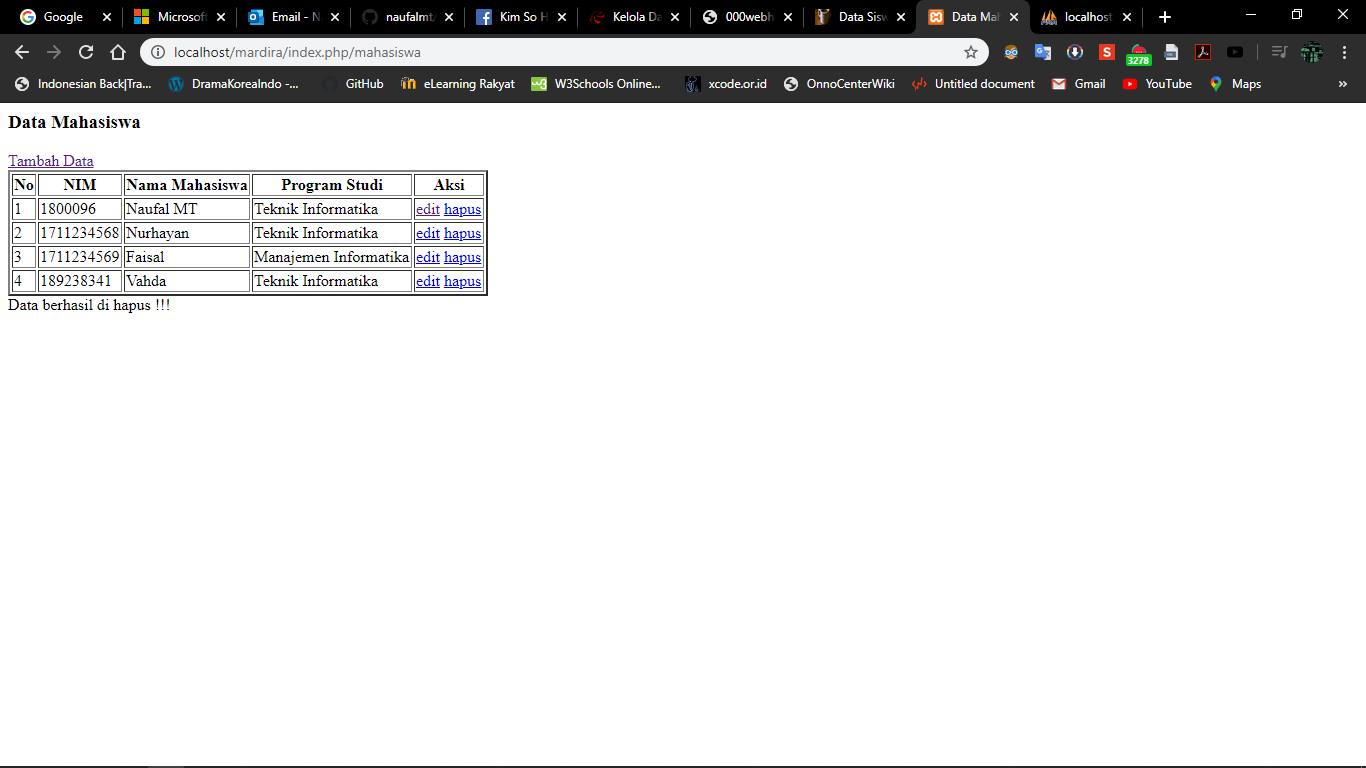 Google
Microsoft
Email - N
naufalmt/
Kim So H
Kelola Da
000webh
Data Sisw
Data Mah
localhost
localhost/mardira/index.php/mahasiswa
3278
Indonesian Back|Tra...
DramaKoreaIndo -...
GitHub
eLearning Rakyat
W3Schools Online...
xcode.or.id
OnnoCenterWiki
Untitled document
Gmail
YouTube
Maps
»
Data Mahasiswa
Tambah Data
No NIM Nama Mahasiswa Program Studi Aksi
1 1800096 Naufal MT Teknik Informatika edit hapus
2 1711234568 Nurhayan Teknik Informatika edit hapus
3 1711234569 Faisal Manajemen Informatika edit hapus
4 189238341 Vahda Teknik Informatika edit hapus
Data berhasil di hapus !!!